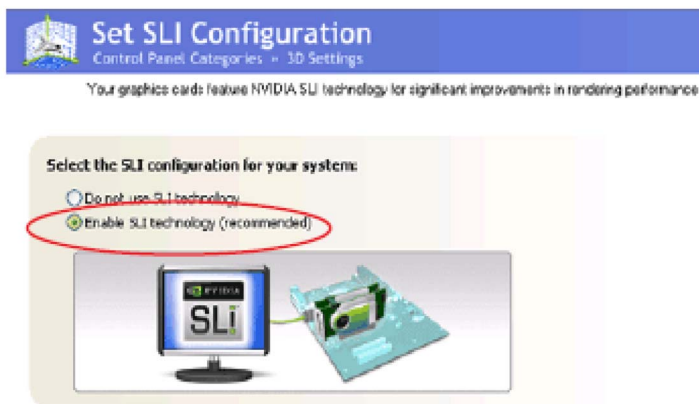 Set SLI Configuration
Control Panel Categories » 3D Settings
Your graphics cards feature NVIDIA SLI technology for significant improvements in rendering performance
Select the SLI configuration for your system:
Do not use SLI technology
Enable SLI technology (recommended)
NVIDIA
SLI